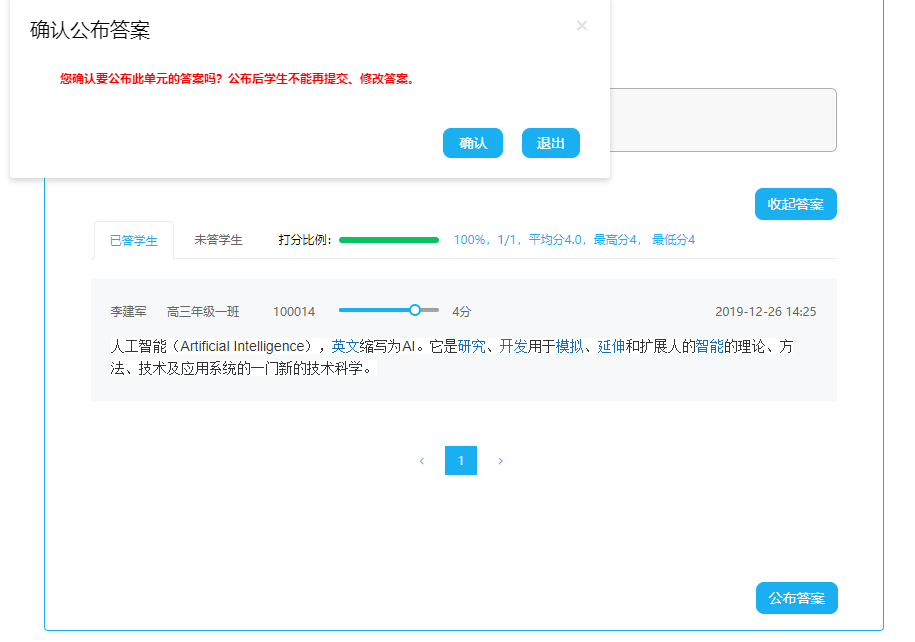 确认公布答案
×
您确认要公布此单元的答案吗？公布后学生不能再提交、修改答案。
确认 退出
收起答案
已答学生 未答学生 打分比例： 100%，1/1，平均分4.0，最高分4， 最低分4
李建军 高三年级一班 100014 4分 2019-12-26 14:25
人工智能（Artificial Intelligence），英文缩写为AI。它是研究、开发用于模拟、延伸和扩展人的智能的理论、方
法、技术及应用系统的一门新的技术科学。
‹ 1 ›
公布答案